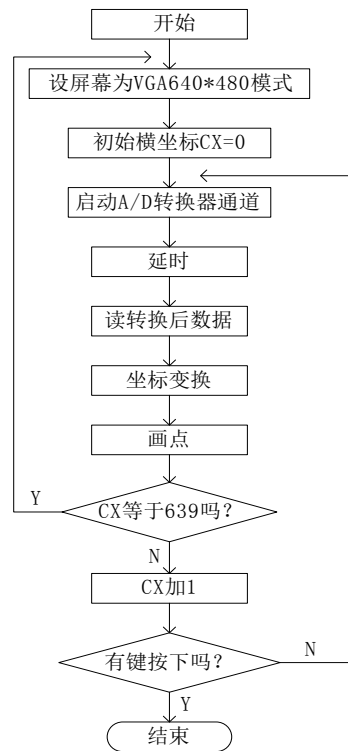 开始
设屏幕为VGA640*480模式
初始横坐标CX=0
启动A/D转换器通道
延时
读转换后数据
坐标变换
画点
Y
CX等于639吗?
N
CX加1
有键按下吗?
N
Y
结束